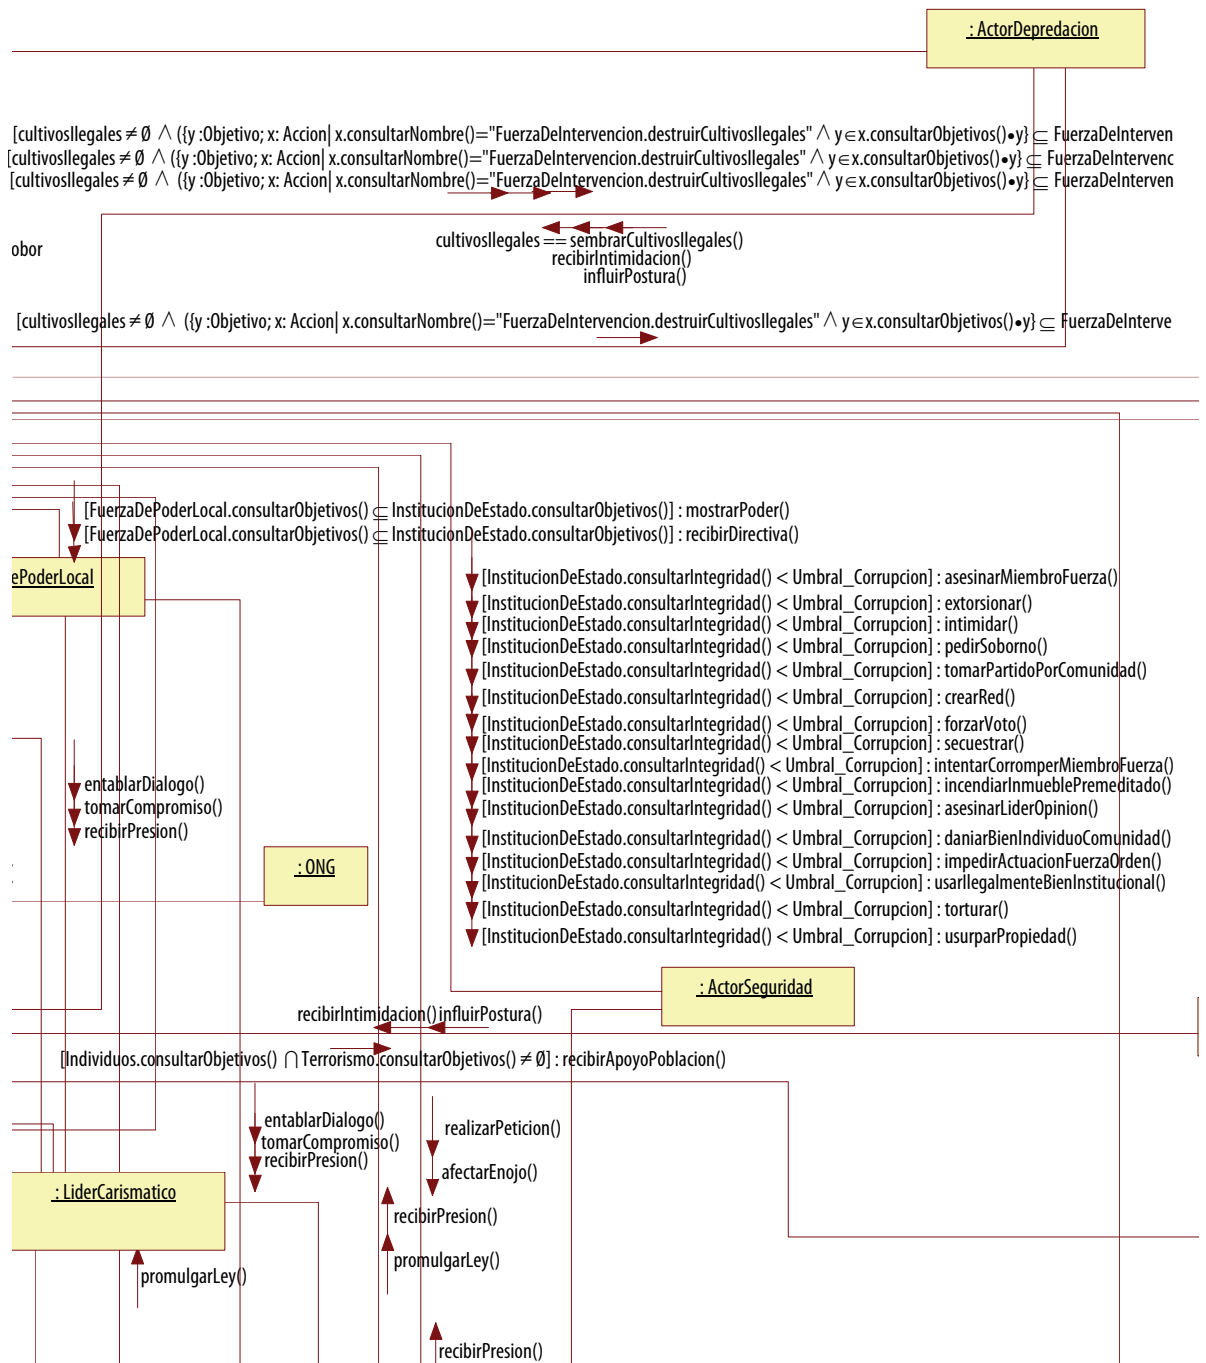 : ActorDepredacion
[cultivosIlegales ≠ Ø ∧ ({y :Objetivo; x: Accion| x.consultarNombre()="FuerzaDeIntervencion.destruirCultivosIlegales" ∧ y∈x.consultarObjetivos()•y} ⊆ FuerzaDeInterven
[cultivosIlegales ≠ Ø ∧ ({y :Objetivo; x: Accion| x.consultarNombre()="FuerzaDeIntervencion.destruirCultivosIlegales" ∧ y∈x.consultarObjetivos()•y} ⊆ FuerzaDeIntervenc
[cultivosIlegales ≠ Ø ∧ ({y :Objetivo; x: Accion| x.consultarNombre()="FuerzaDeIntervencion.destruirCultivosIlegales" ∧ y∈x.consultarObjetivos()•y} ⊆ FuerzaDeInterven
cultivosIlegales == sembrarCultivosIlegales()
obor
recibirIntimidacion()
influirPostura()
[cultivosIlegales ≠ Ø ∧ ({y :Objetivo; x: Accion| x.consultarNombre()="FuerzaDeIntervencion.destruirCultivosIlegales" ∧ y∈x.consultarObjetivos()•y} ⊆ FuerzaDeInterve
[FuerzaDePoderLocal.consultarObjetivos() ⊆ InstitucionDeEstado.consultarObjetivos()] : mostrarPoder()
[FuerzaDePoderLocal.consultarObjetivos() ⊆ InstitucionDeEstado.consultarObjetivos()] : recibirDirectiva()
ePoderLocal
[InstitucionDeEstado.consultarIntegridad() < Umbral_Corrupcion] : asesinarMiembroFuerza()
[InstitucionDeEstado.consultarIntegridad() < Umbral_Corrupcion] : extorsionar()
[InstitucionDeEstado.consultarIntegridad() < Umbral_Corrupcion] : intimidar()
[InstitucionDeEstado.consultarIntegridad() < Umbral_Corrupcion] : pedirSoborno()
[InstitucionDeEstado.consultarIntegridad() < Umbral_Corrupcion] : tomarPartidoPorComunidad()
[InstitucionDeEstado.consultarIntegridad() < Umbral_Corrupcion] : crearRed()
[InstitucionDeEstado.consultarIntegridad() < Umbral_Corrupcion] : forzarVoto()
[InstitucionDeEstado.consultarIntegridad() < Umbral_Corrupcion] : secuestrar()
[InstitucionDeEstado.consultarIntegridad() < Umbral_Corrupcion] : intentarCorromperMiembroFuerza()
[InstitucionDeEstado.consultarIntegridad() < Umbral_Corrupcion] : incendiarInmueblePremeditado()
[InstitucionDeEstado.consultarIntegridad() < Umbral_Corrupcion] : asesinarLiderOpinion()
[InstitucionDeEstado.consultarIntegridad() < Umbral_Corrupcion] : daniarBienIndividuoComunidad()
[InstitucionDeEstado.consultarIntegridad() < Umbral_Corrupcion] : impedirActuacionFuerzaOrden()
[InstitucionDeEstado.consultarIntegridad() < Umbral_Corrupcion] : usarIlegalmenteBienInstitucional()
[InstitucionDeEstado.consultarIntegridad() < Umbral_Corrupcion] : torturar()
[InstitucionDeEstado.consultarIntegridad() < Umbral_Corrupcion] : usurparPropiedad()
entablarDialogo()
tomarCompromiso()
recibirPresion()
: ONG
: ActorSeguridad
recibirIntimidacion() influirPostura()
[Individuos.consultarObjetivos() ∩ Terrorismo.consultarObjetivos() ≠ Ø] : recibirApoyoPoblacion()
entablarDialogo()
tomarCompromiso()
recibirPresion()
realizarPeticion()
afectarEnojo()
: LiderCarismatico
recibirPresion()
promulgarLey()
promulgarLey()
recibirPresion()